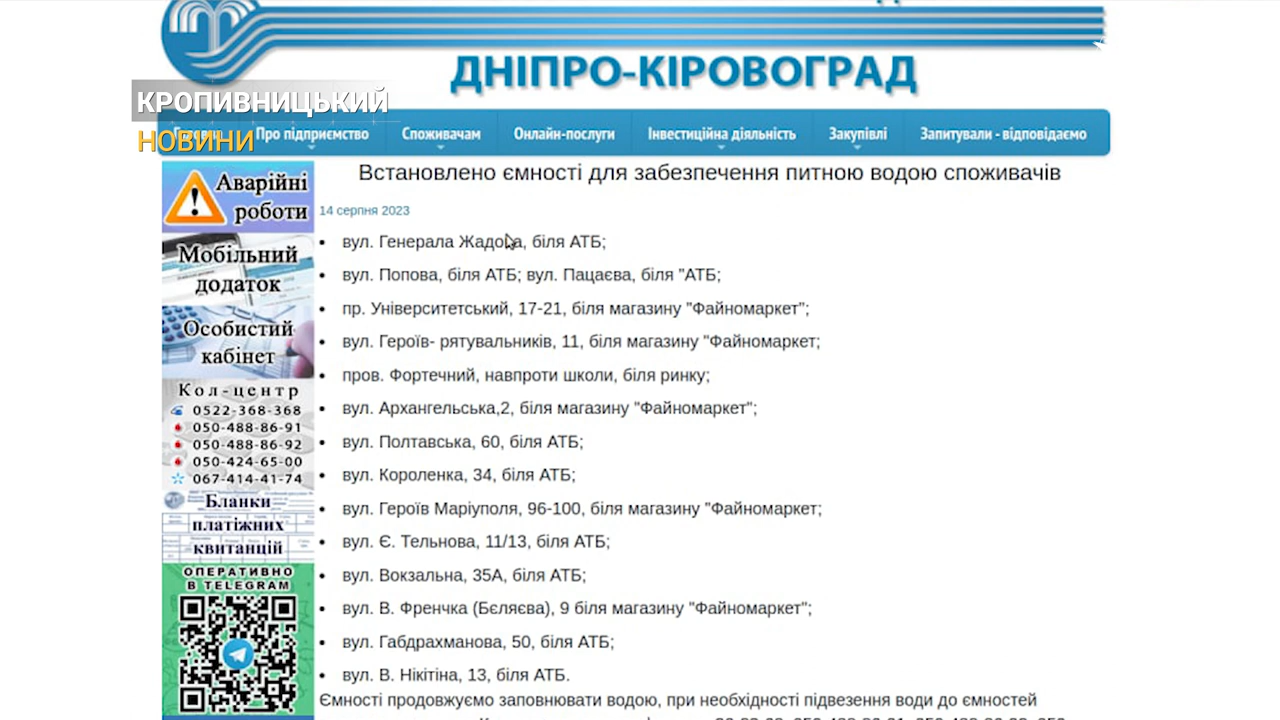 ДНІПРО-КІРОВОГРАД
КРОПИВНИЦЬКИЙ
НОВИНИ
Про підприємство
Споживачам
Онлайн-послуги
Інвестиційна діяльність
Закупівлі
Запитували - відповідаємо
Аварійні
роботи
Мобільний
додаток
Особистий
кабінет
Кол-центр
0522-368-368
050-488-86-91
050-488-86-92
050-424-65-00
067-414-41-74
Бланки
платіжних
квитанцій
ОПЕРАТИВНО
В TELEGRAM
Встановлено ємності для забезпечення питною водою споживачів
14 серпня 2023
вул. Генерала Жадова, біля АТБ;
вул. Попова, біля АТБ; вул. Пацаєва, біля "АТБ;
пр. Університетський, 17-21, біля магазину "Файномаркет";
вул. Героїв- рятувальників, 11, біля магазину "Файномаркет;
пров. Фортечний, навпроти школи, біля ринку;
вул. Архангельська,2, біля магазину "Файномаркет";
вул. Полтавська, 60, біля АТБ;
вул. Короленка, 34, біля АТБ;
вул. Героїв Маріуполя, 96-100, біля магазину "Файномаркет;
вул. Є. Тельнова, 11/13, біля АТБ;
вул. Вокзальна, 35А, біля АТБ;
вул. В. Френчка (Бєляєва), 9 біля магазину "Файномаркет";
вул. Габдрахманова, 50, біля АТБ;
вул. В. Нікітіна, 13, біля АТБ.
Ємності продовжуємо заповнювати водою, при необхідності підвезення води до ємностей